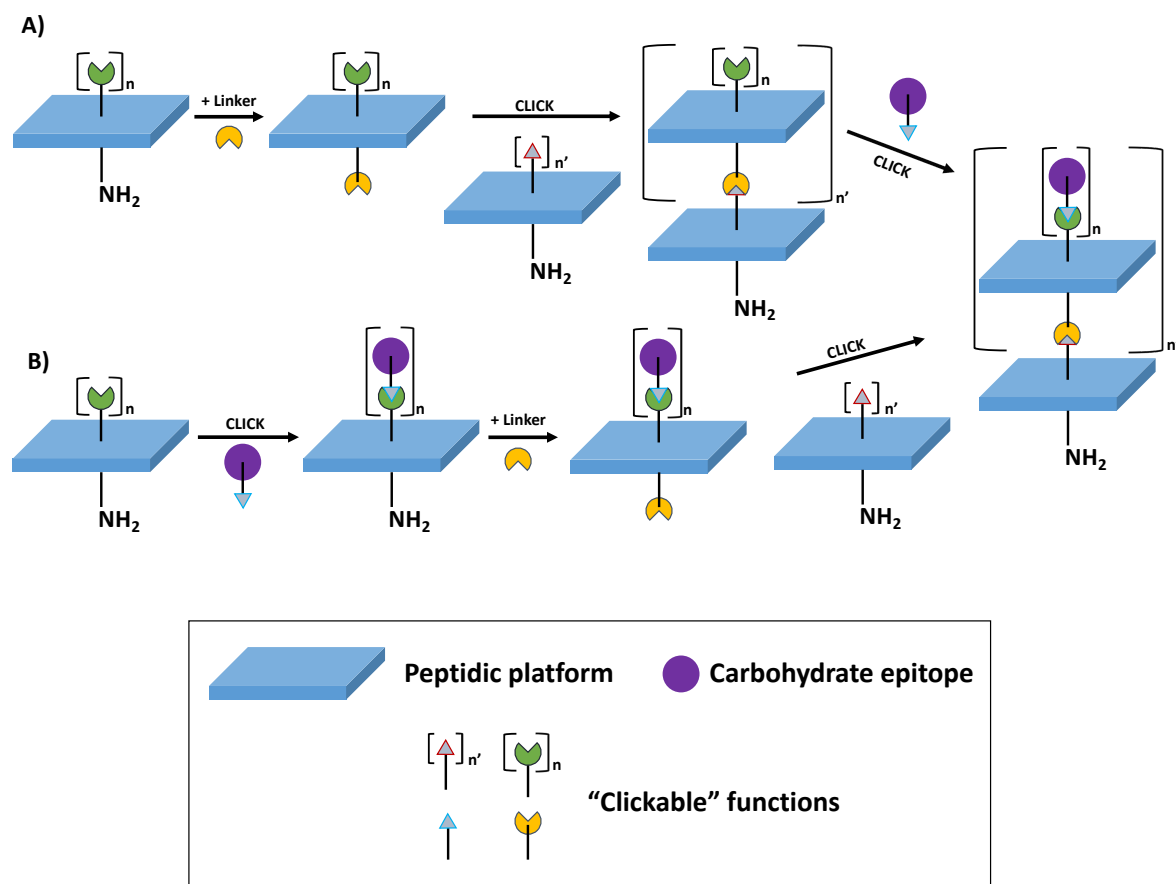 A)
n
NH2
+ Linker
n
CLICK
n'
NH2
n
n'
NH2
CLICK
n
n'
NH2
B)
n
NH2
CLICK
n
NH2
+ Linker
n
CLICK
n'
NH2
Peptidic platform
Carbohydrate epitope
n'
n
“Clickable” functions